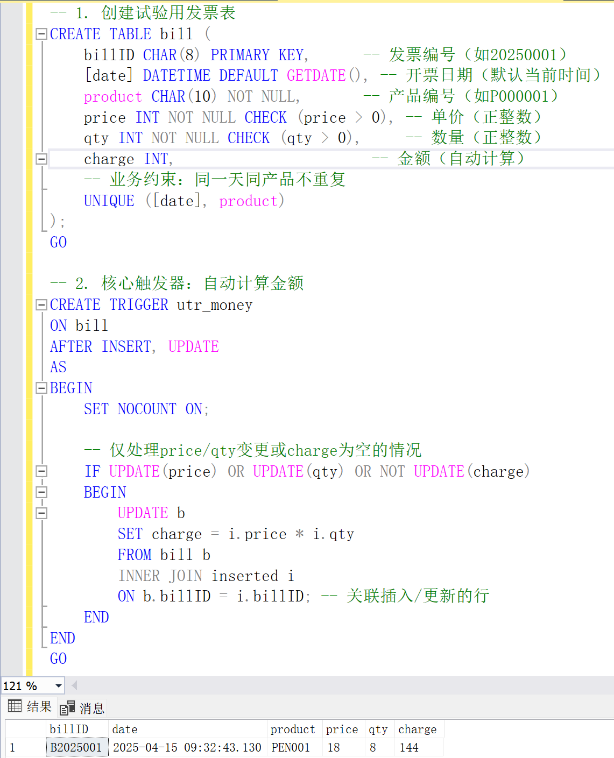 -- 1. 创建试验用发票表
CREATE TABLE bill (
billID CHAR(8) PRIMARY KEY, -- 发票编号（如20250001）
[date] DATETIME DEFAULT GETDATE(), -- 开票日期（默认当前时间）
product CHAR(10) NOT NULL, -- 产品编号（如P000001）
price INT NOT NULL CHECK (price > 0), -- 单价（正整数）
qty INT NOT NULL CHECK (qty > 0), -- 数量（正整数）
charge INT, -- 金额（自动计算）
-- 业务约束：同一天同产品不重复
UNIQUE ([date], product)
);
GO
-- 2. 核心触发器：自动计算金额
CREATE TRIGGER utr_money
ON bill
AFTER INSERT, UPDATE
AS
BEGIN
SET NOCOUNT ON;
-- 仅处理price/qty变更或charge为空的情况
IF UPDATE(price) OR UPDATE(qty) OR NOT UPDATE(charge)
BEGIN
UPDATE b
SET charge = i.price * i.qty
FROM bill b
INNER JOIN inserted i
ON b.billID = i.billID; -- 关联插入/更新的行
END
END
GO
121 %
结果 消息
billID date product price qty charge
1 B2025001 2025-04-15 09:32:43.130 PEN001 18 8 144